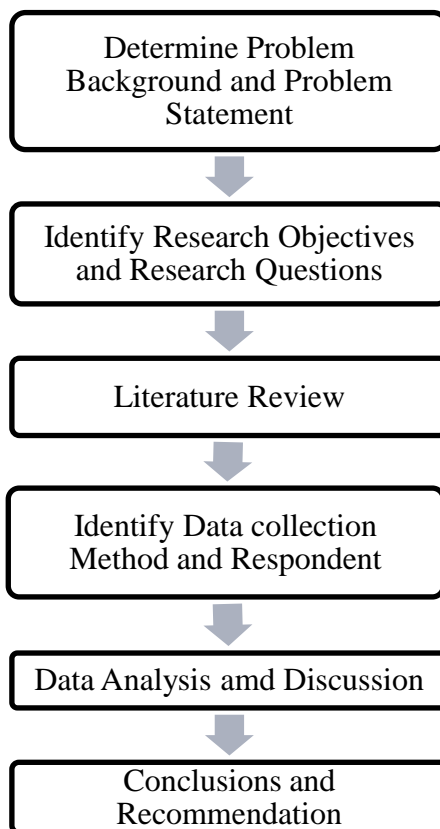 Determine Problem
Background and Problem
Statement
Identify Research Objectives
and Research Questions
Literature Review
Identify Data collection
Method and Respondent
Data Analysis amd Discussion
Conclusions and
Recommendation